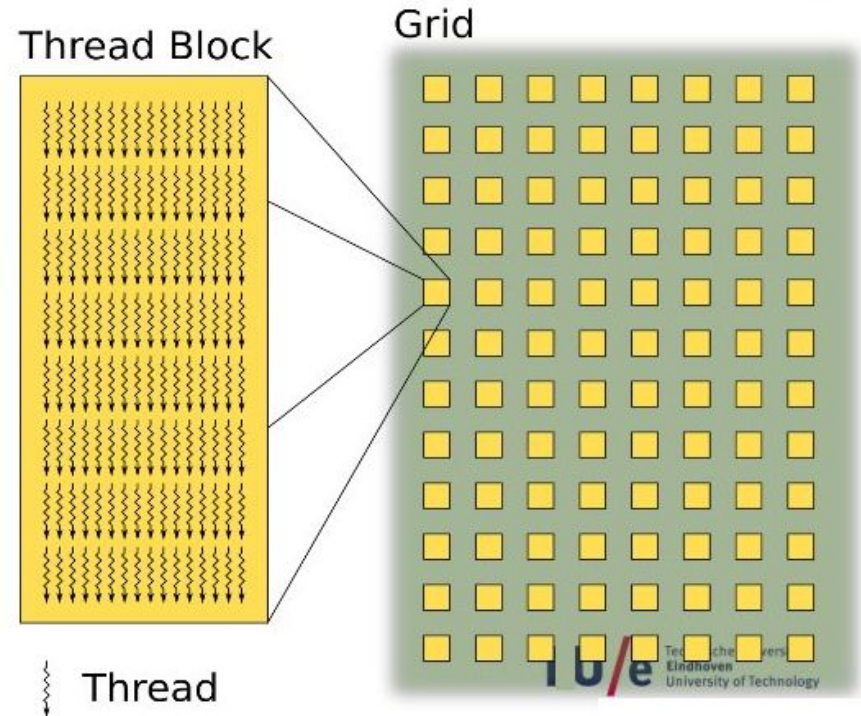 Grid
Thread Block
Thread
Eindhoven
University of Technology